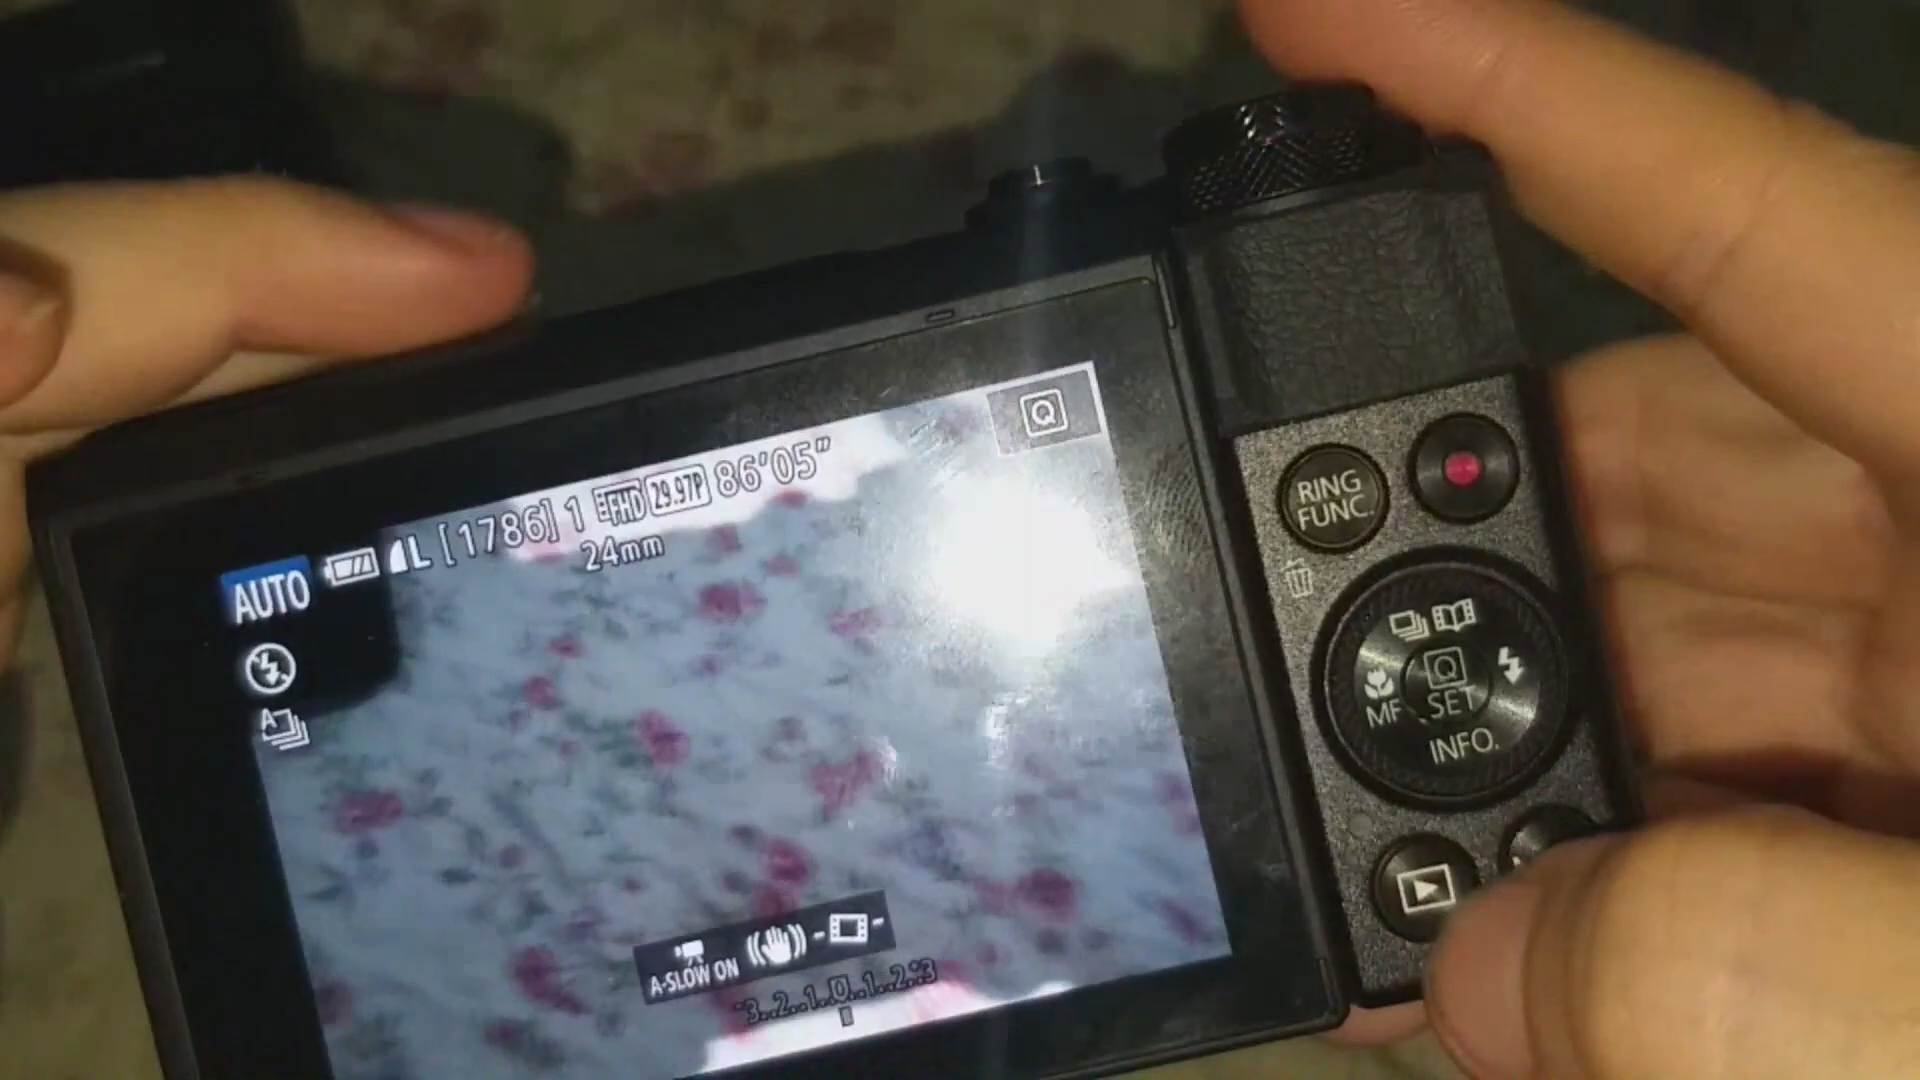 L [1786] 1 FHD 29.97P 86'05"
24mm
Q
AUTO
A
A-SLOW ON
-3..2..1..0..1..2..3
RING
FUNC.
Q
SET
MF
INFO.